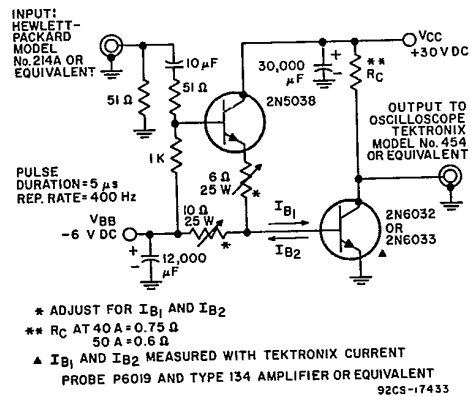 INPUT:
HEWLETT-
PACKARD
MODEL
No. 214A OR
EQUIVALENT
10 µF
51 Ω
51 Ω
30,000
µF
+
-
VCC
+30 V DC
**
RC
2N5038
OUTPUT TO
OSCILLOSCOPE
TEKTRONIX
MODEL No. 454
OR EQUIVALENT
1K
6 Ω
25 W
*
PULSE
DURATION=5 µs
REP. RATE=400 Hz
VBB
-6 V DC
10 Ω
25 W
*
IB1
IB2
2N6032
OR
2N6033
▲
+
-
12,000
µF
* ADJUST FOR IB1 AND IB2
** RC AT 40 A=0.75 Ω
50 A=0.6 Ω
▲ IB1 AND IB2 MEASURED WITH TEKTRONIX CURRENT
PROBE P6019 AND TYPE 134 AMPLIFIER OR EQUIVALENT
92CS-17433